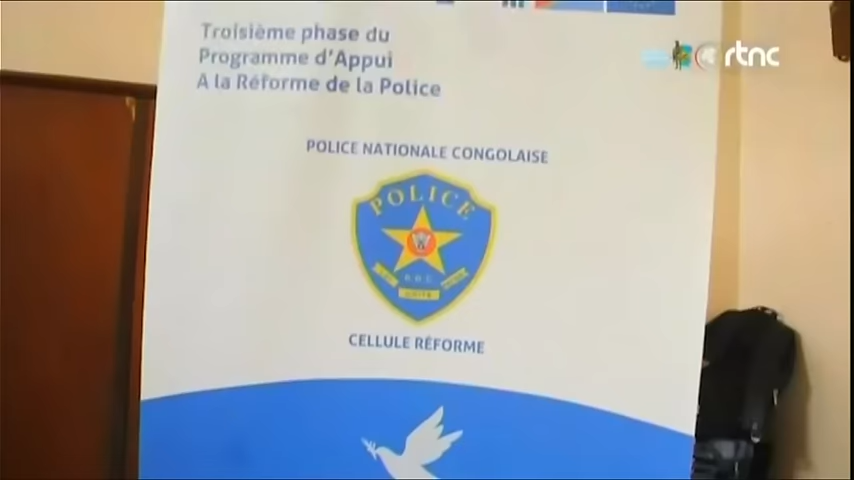 Troisième phase du
Programme d'Appui
A la Réforme de la Police
rtnc
POLICE NATIONALE CONGOLAISE
POLICE
CELLULE RÉFORME